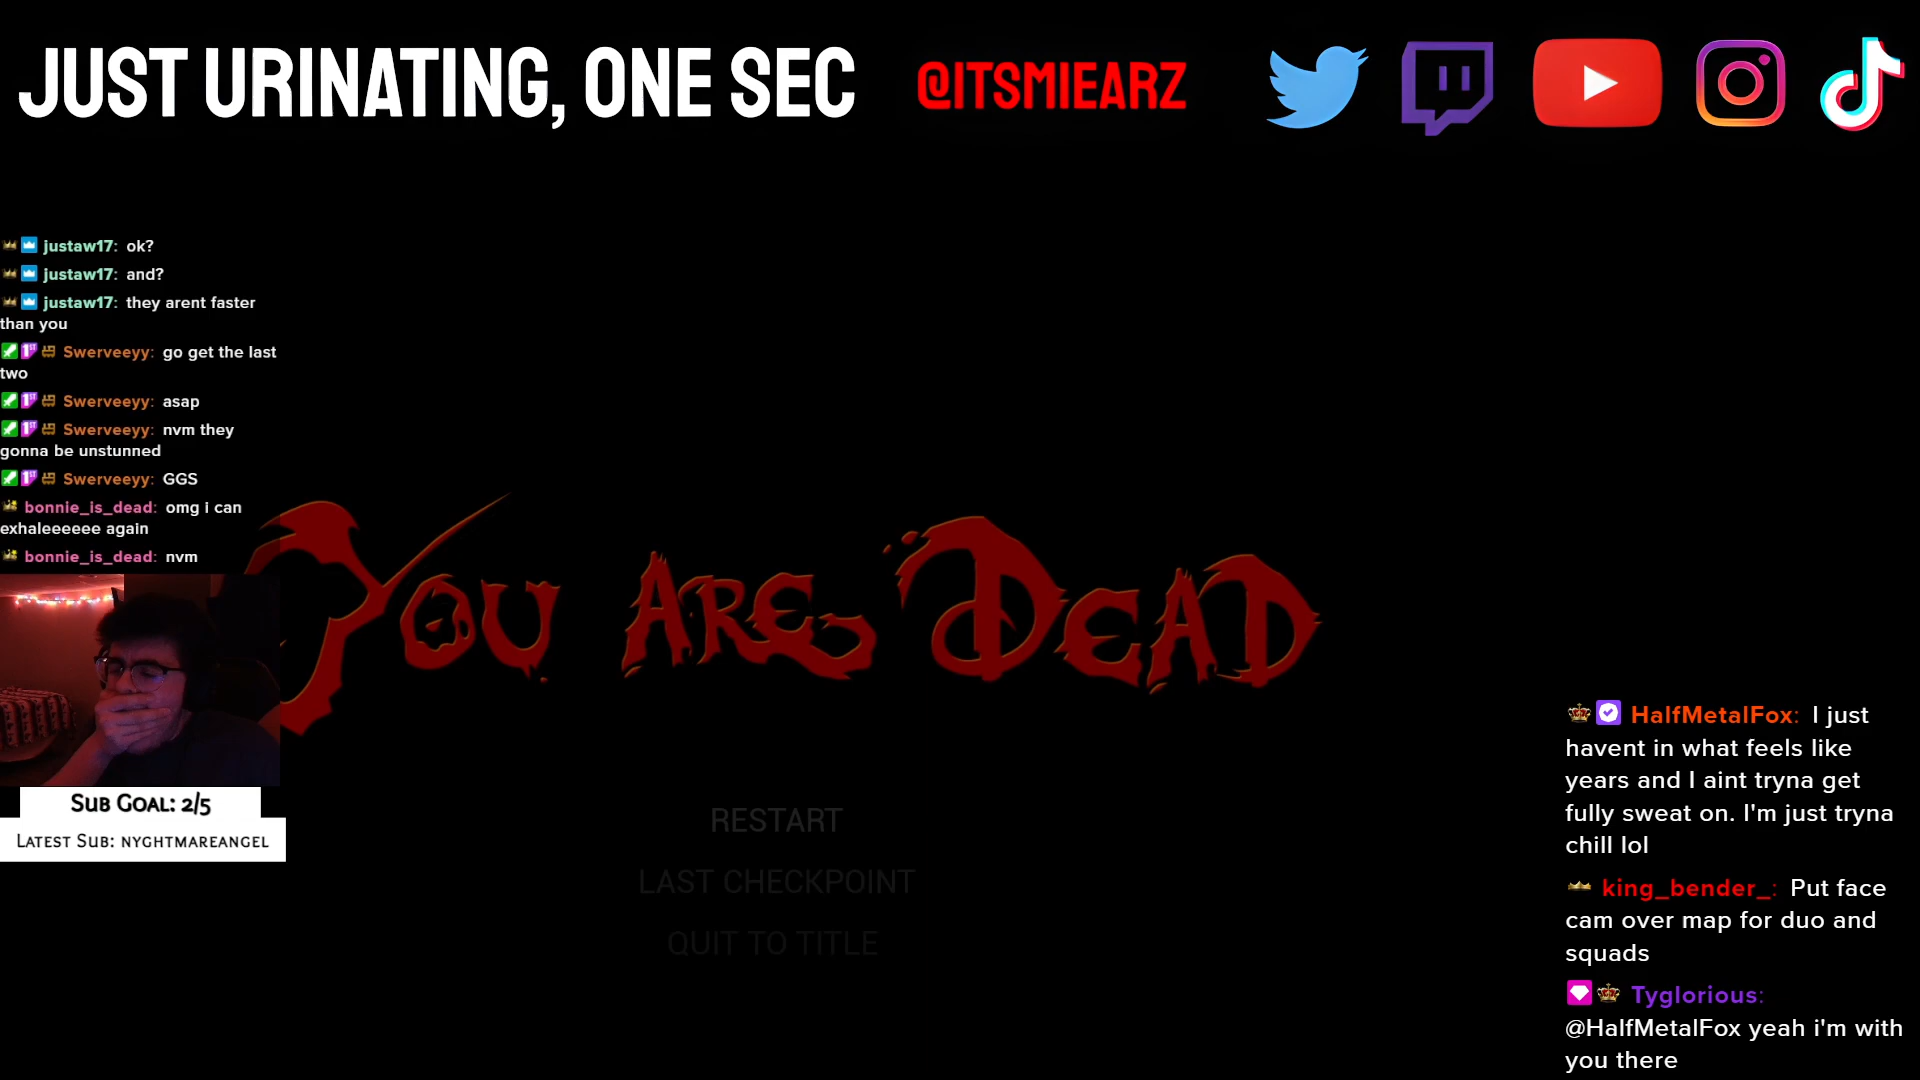 JUST URINATING, ONE SEC
@ITSMIEARZ
justaw17: ok?
justaw17: and?
justaw17: they arent faster
than you
Swerveeyy: go get the last
two
Swerveeyy: asap
Swerveeyy: nvm they
gonna be unstunned
Swerveeyy: GGS
bonnie_is_dead: omg i can
exhaleeeeee again
bonnie_is_dead: nvm
You Are Dead
Sub Goal: 2/5
Latest Sub: nyghtmareangel
RESTART
LAST CHECKPOINT
QUIT TO TITLE
HalfMetalFox: I just
havent in what feels like
years and I aint tryna get
fully sweat on. I'm just tryna
chill lol
king_bender_: Put face
cam over map for duo and
squads
Tyglorious:
@HalfMetalFox yeah i'm with
you there